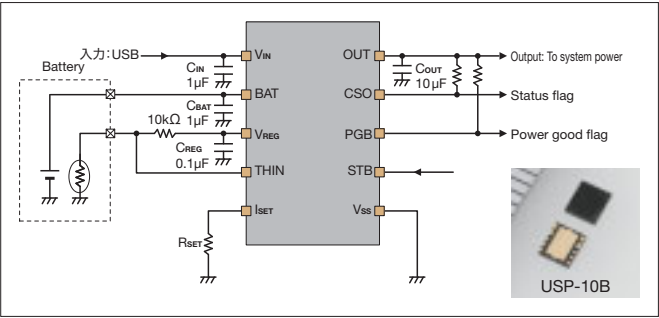 入力：USB
Battery
CIN
1μF
CBAT
1μF
10kΩ
CREG
0.1μF
RSET
VIN
BAT
VREG
THIN
ISET
OUT
CSO
PGB
STB
VSS
COUT
10μF
Output: To system power
Status flag
Power good flag
USP-10B